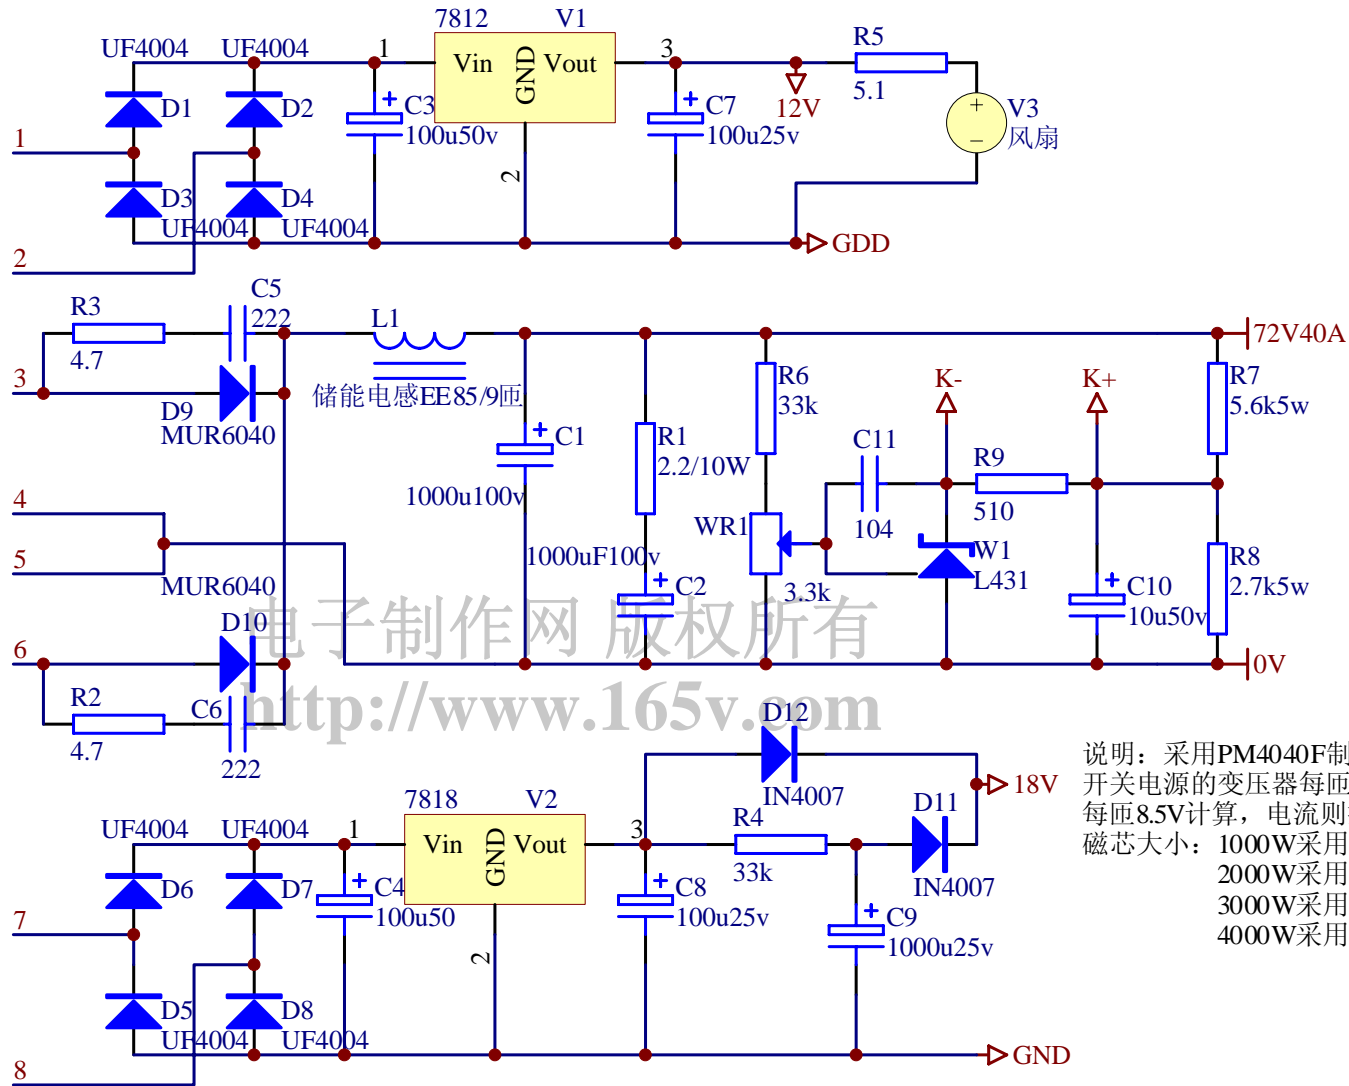 7812 V1
UF4004 UF4004
1 3
Vin GND Vout
R5
5.1
D1 D2
C3
100u50v
C7
100u25v
12V
V3
风扇
1
2
D3 D4
UF4004 UF4004
2
GDD
C5
222
R3
4.7
L1
储能电感EE85/9匝
72V40A
3
D9
MUR6040
R6
33k
K- K+
R7
5.6k5w
C1
1000u100v
R1
2.2/10W
C11
104
R9
510
4
WR1
3.3k
W1
L431
5
MUR6040
1000uF100v
C2
C10
10u50v
R8
2.7k5w
电子制作网 版权所有
D10
6
0V
R2
4.7
C6
222
http://www.165v.com
D12
IN4007
18V
说明：采用PM4040F制
开关电源的变压器每匝
每匝8.5V计算，电流则
磁芯大小：1000W采用
2000W采用
3000W采用
4000W采用
7818 V2
UF4004 UF4004
1 3
Vin GND Vout
R4
33k
D11
IN4007
D6 D7
C4
100u50
C8
100u25v
C9
1000u25v
7
2
D5 D8
UF4004 UF4004
GND
8